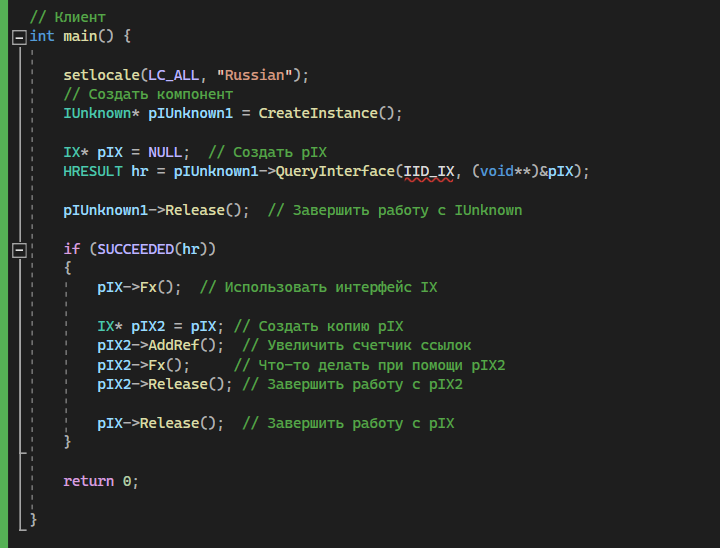 // Клиент
int main() {
setlocale(LC_ALL, "Russian");
// Создать компонент
IUnknown* pIUnknown1 = CreateInstance();
IX* pIX = NULL;  // Создать pIX
HRESULT hr = pIUnknown1->QueryInterface(IID_IX, (void**)&pIX);
pIUnknown1->Release();  // Завершить работу с IUnknown
if (SUCCEEDED(hr))
{
pIX->Fx();  // Использовать интерфейс IX
IX* pIX2 = pIX; // Создать копию pIX
pIX2->AddRef();  // Увеличить счетчик ссылок
pIX2->Fx();     // Что-то делать при помощи pIX2
pIX2->Release(); // Завершить работу с pIX2
pIX->Release();  // Завершить работу с pIX
}
return 0;
}